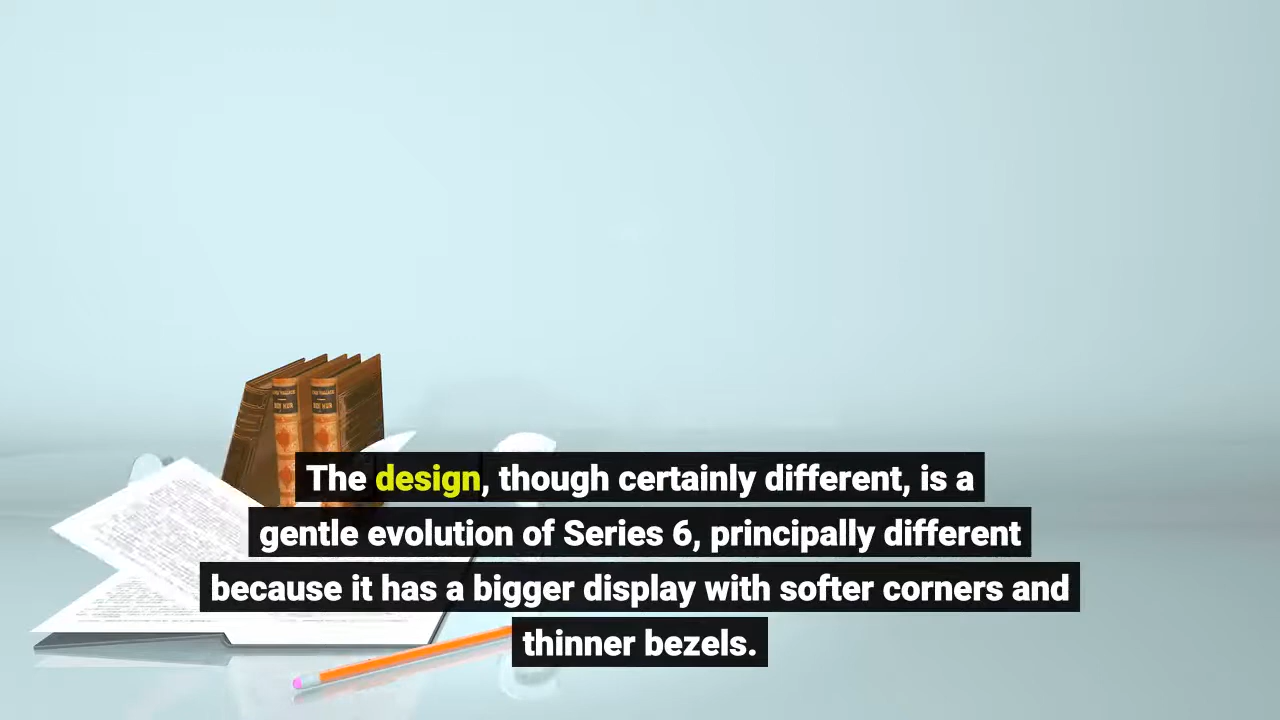 The design, though certainly different, is a
gentle evolution of Series 6, principally different
because it has a bigger display with softer corners and
thinner bezels.